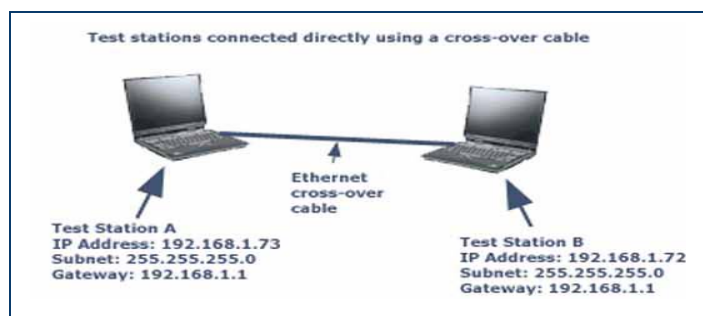 Test stations connected directly using a cross-over cable
Ethernet
cross-over
cable
Test Station A
IP Address: 192.168.1.73
Subnet: 255.255.255.0
Gateway: 192.168.1.1
Test Station B
IP Address: 192.168.1.72
Subnet: 255.255.255.0
Gateway: 192.168.1.1